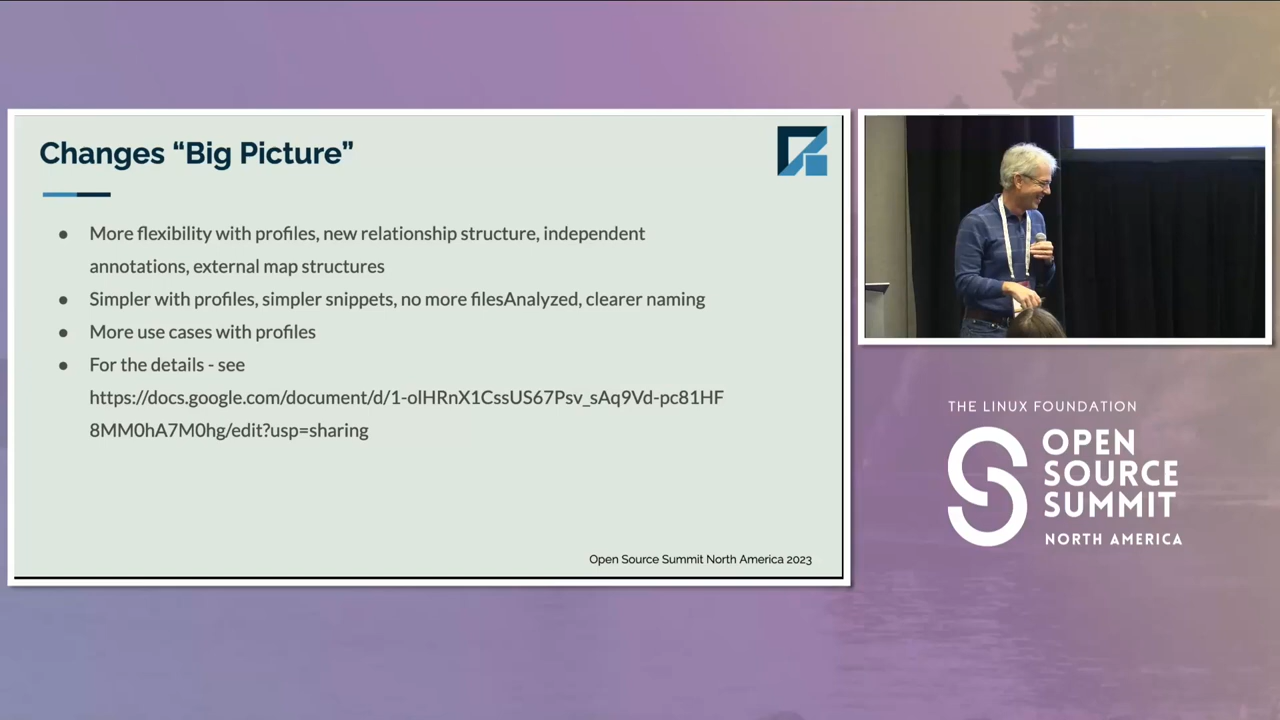 Changes “Big Picture”
● More flexibility with profiles, new relationship structure, independent
annotations, external map structures
● Simpler with profiles, simpler snippets, no more filesAnalyzed, clearer naming
● More use cases with profiles
● For the details - see
https://docs.google.com/document/d/1-olHRnX1CssUS67Psv_sAq9Vd-pc81HF
8MM0hA7M0hg/edit?usp=sharing
Open Source Summit North America 2023
THE LINUX FOUNDATION
OPEN
SOURCE
SUMMIT
NORTH AMERICA